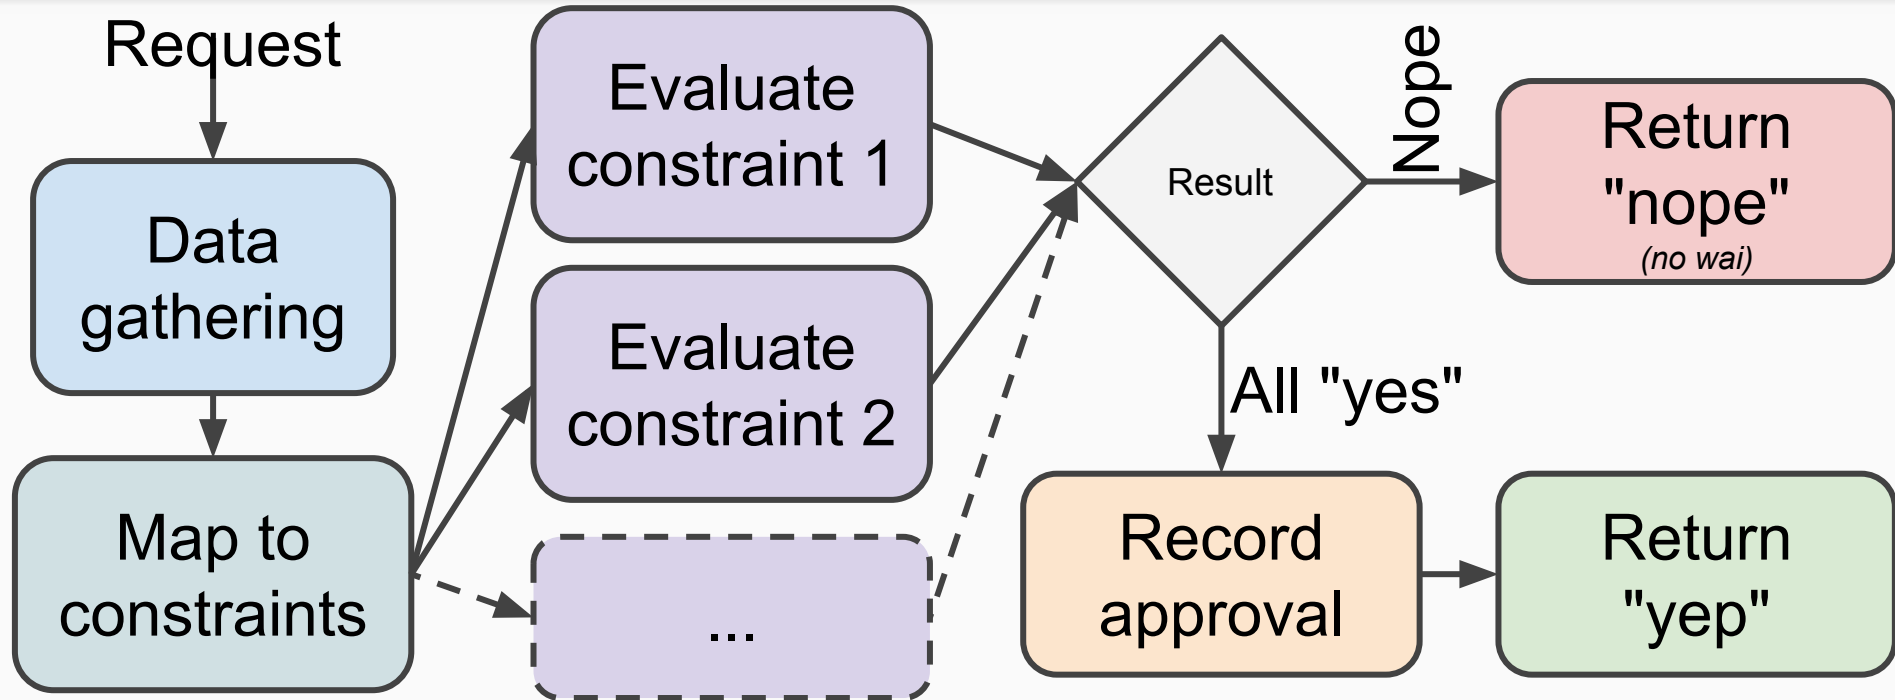 Request
Data
gathering
Map to
constraints
Evaluate
constraint 1
Evaluate
constraint 2
...
Result
Nope
Return
"nope"
(no wai)
All "yes"
Record
approval
Return
"yep"